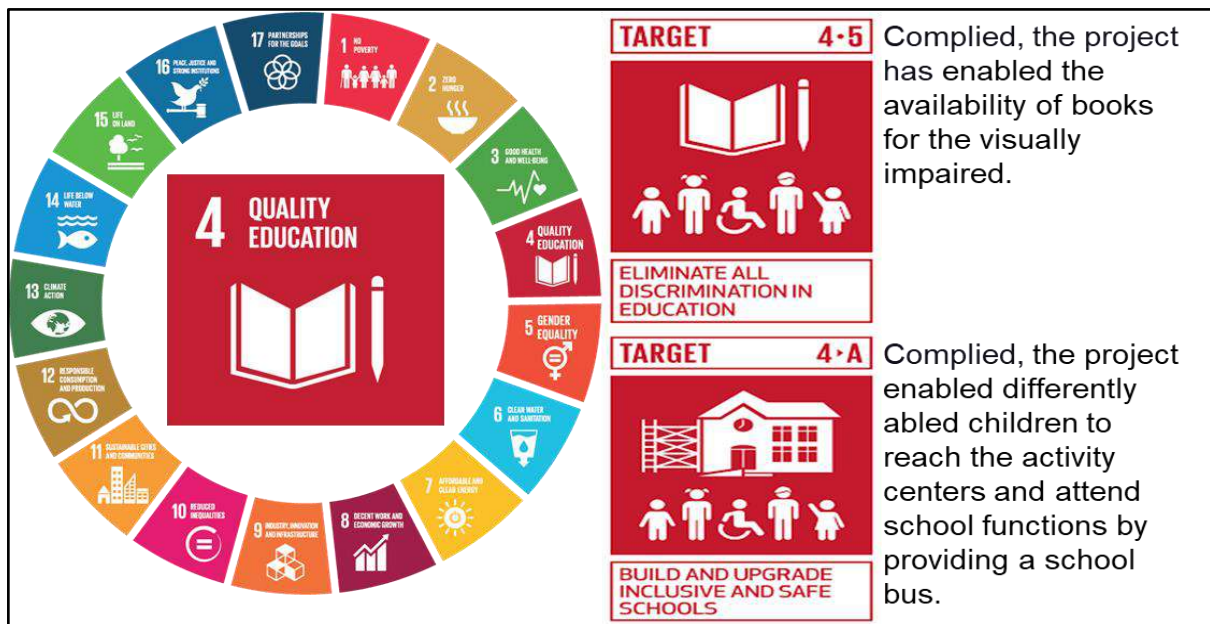 17 PARTNERSHIPS
FOR THE GOALS
1 NO
POVERTY
2 ZERO
HUNGER
3 GOOD HEALTH
AND WELL-BEING
4 QUALITY
EDUCATION
5 GENDER
EQUALITY
6 CLEAN WATER
AND SANITATION
7 AFFORDABLE AND
CLEAN ENERGY
8 DECENT WORK AND
ECONOMIC GROWTH
9 INDUSTRY, INNOVATION
AND INFRASTRUCTURE
10 REDUCED
INEQUALITIES
11 SUSTAINABLE CITIES
AND COMMUNITIES
12 RESPONSIBLE
CONSUMPTION
AND PRODUCTION
13 CLIMATE
ACTION
14 LIFE BELOW
WATER
15 LIFE
ON LAND
16 PEACE, JUSTICE AND
STRONG INSTITUTIONS
4 QUALITY
EDUCATION
TARGET 4·5
ELIMINATE ALL
DISCRIMINATION IN
EDUCATION
Complied, the project
has enabled the
availability of books
for the visually
impaired.
TARGET 4·A
BUILD AND UPGRADE
INCLUSIVE AND SAFE
SCHOOLS
Complied, the project
enabled differently
abled children to
reach the activity
centers and attend
school functions by
providing a school
bus.